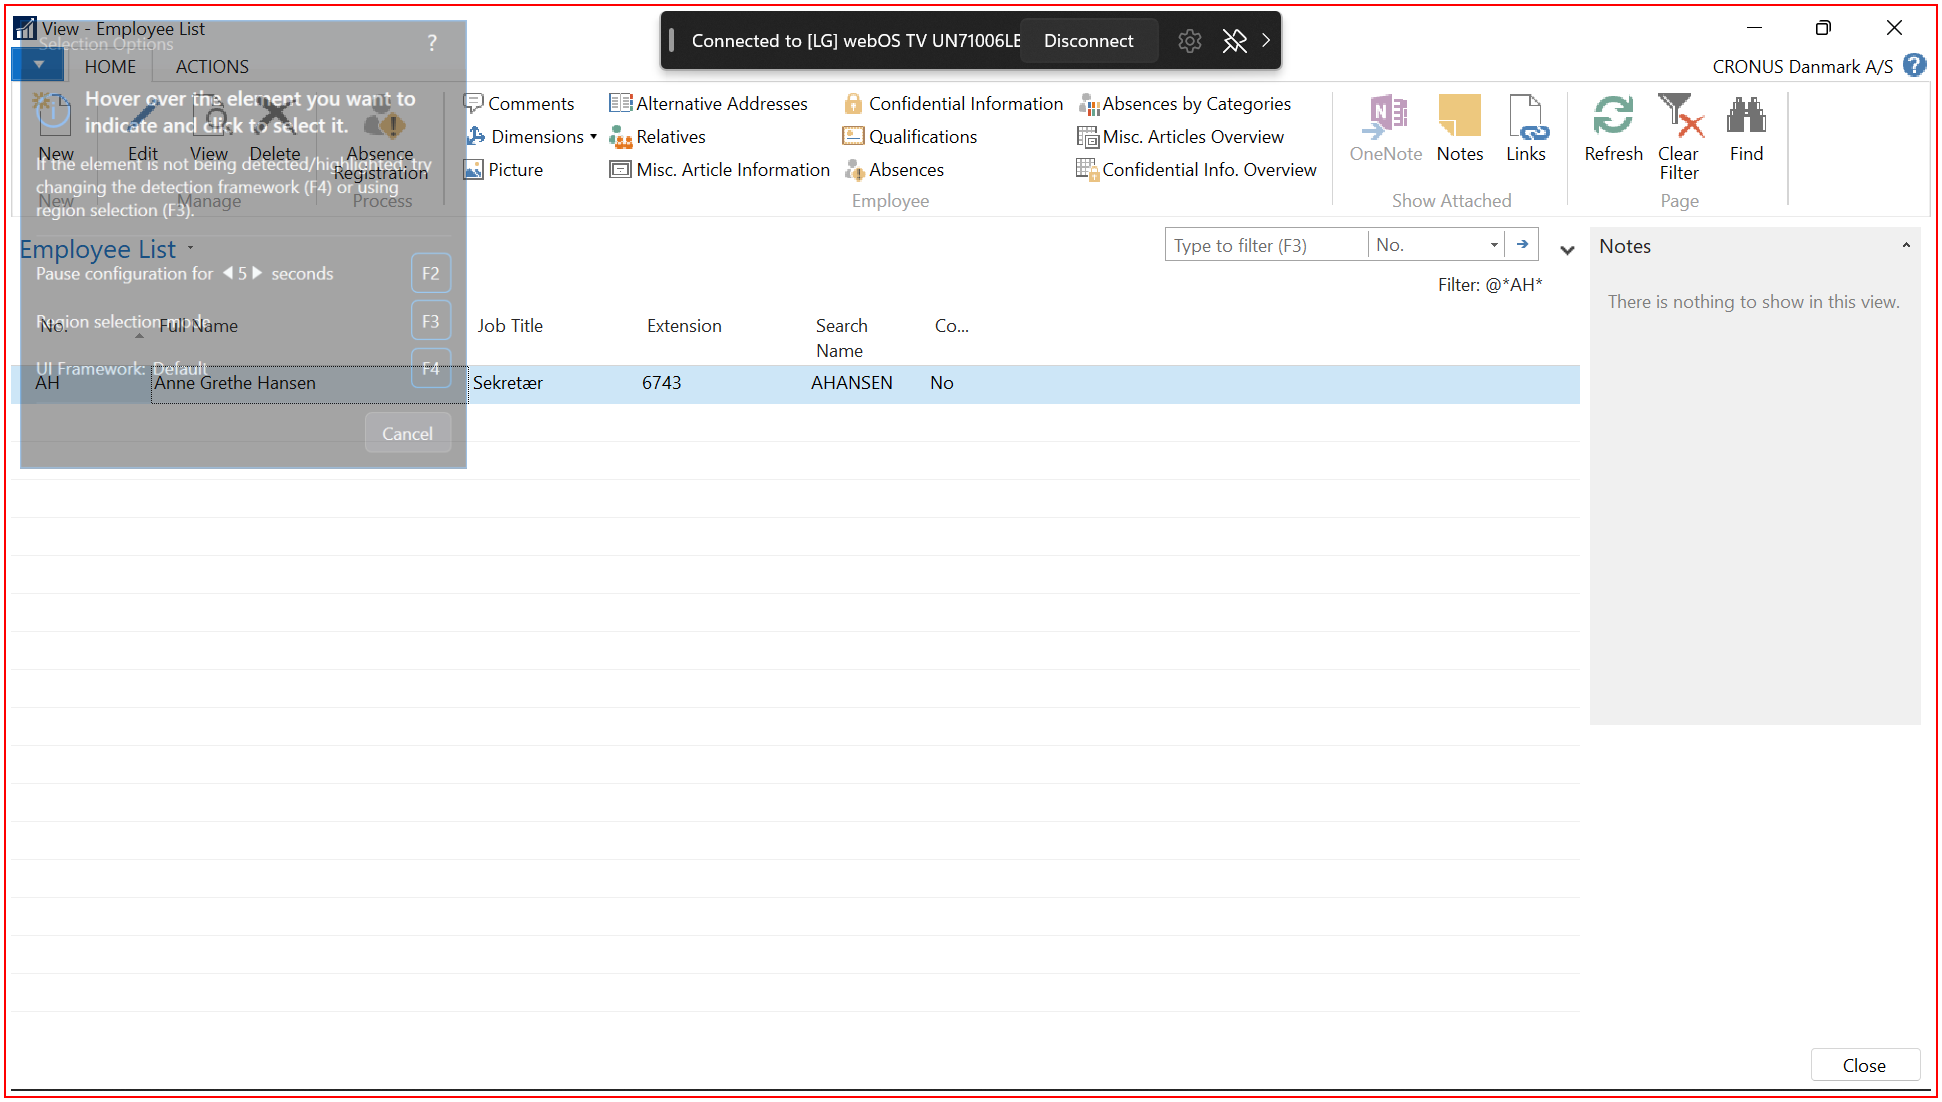 View - Employee List
Selection Options
?
Connected to [LG] webOS TV UN71006LE
Disconnect
HOME
ACTIONS
CRONUS Danmark A/S
?
Hover over the element you want to
indicate and click to select it.
New
Edit
View
Delete
Absence
Registration
If the element is not being detected/highlighted, try
changing the detection framework (F4) or using
region selection (F3).
New
Manage
Process
Comments
Dimensions
Picture
Alternative Addresses
Relatives
Misc. Article Information
Confidential Information
Qualifications
Absences
Absences by Categories
Misc. Articles Overview
Confidential Info. Overview
Employee
OneNote
Notes
Links
Show Attached
Refresh
Clear
Filter
Find
Page
Employee List
Type to filter (F3)
No.
Filter: @*AH*
Notes
There is nothing to show in this view.
Pause configuration for 5 seconds
F2
Region selection mode
F3
UI Framework: Default
F4
Cancel
No.
Full Name
Job Title
Extension
Search
Name
Co...
AH
Anne Grethe Hansen
Sekretær
6743
AHANSEN
No
Close